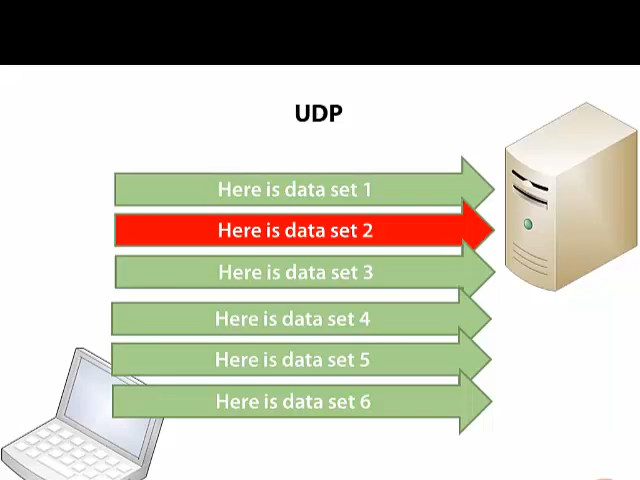 UDP
Here is data set 1
Here is data set 2
Here is data set 3
Here is data set 4
Here is data set 5
Here is data set 6